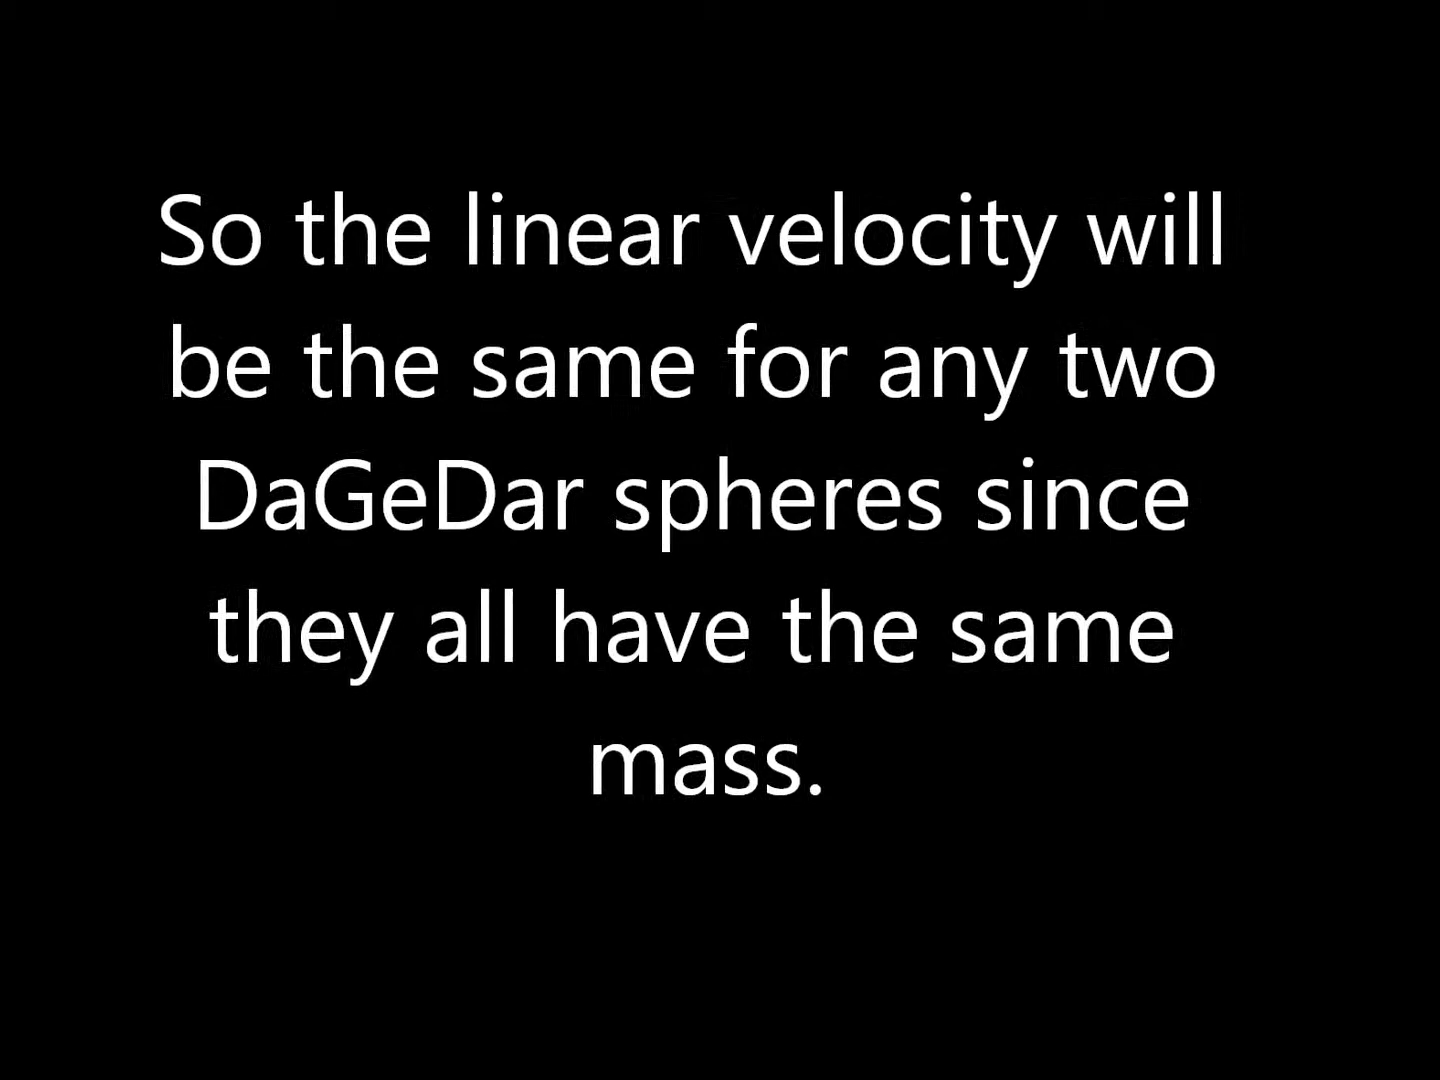 So the linear velocity will
be the same for any two
DaGeDar spheres since
they all have the same
mass.